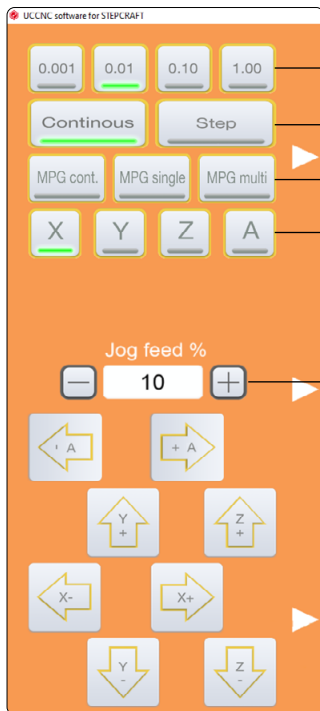 UCCNC software for STEPCRAFT
0.001 0.01 0.10 1.00
Continous Step
MPG cont. MPG single MPG multi
X Y Z A
Jog feed %
10
- A + A
Y + Z +
X- X+
Y - Z -